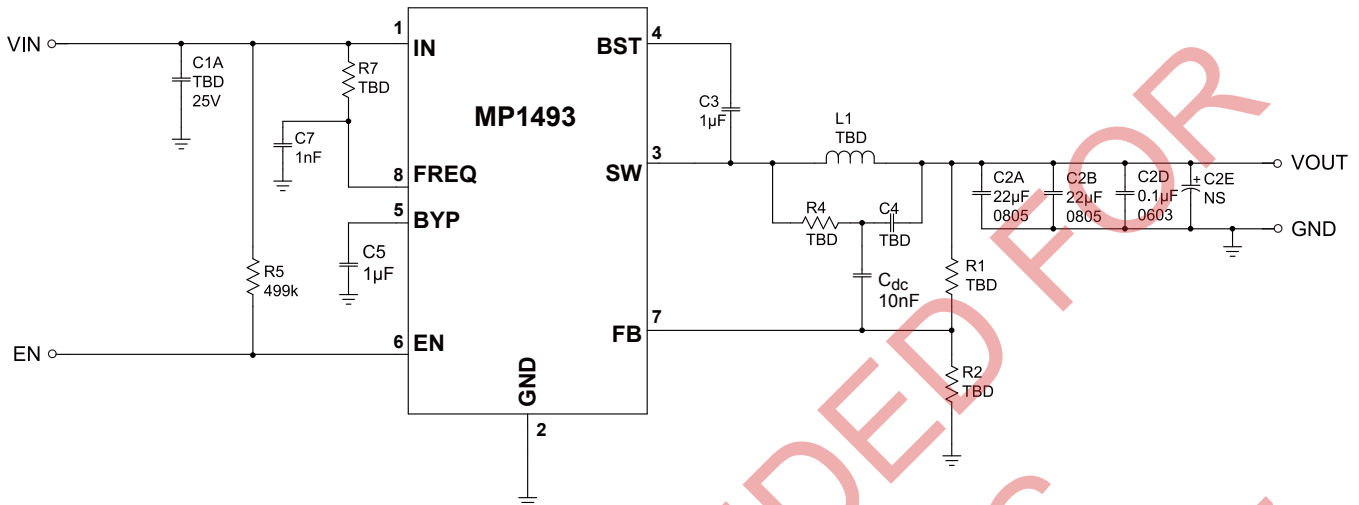 VIN
C1A
TBD
25V
R7
TBD
C7
1nF
R5
499k
C5
1µF
EN
1
IN
8
FREQ
5
BYP
6
EN
MP1493
GND
2
BST
4
SW
3
FB
7
C3
1µF
L1
TBD
R4
TBD
C4
TBD
Cdc
10nF
R1
TBD
R2
TBD
C2A
22µF
0805
C2B
22µF
0805
C2D
0.1µF
0603
+
C2E
NS
VOUT
GND
DED FOR